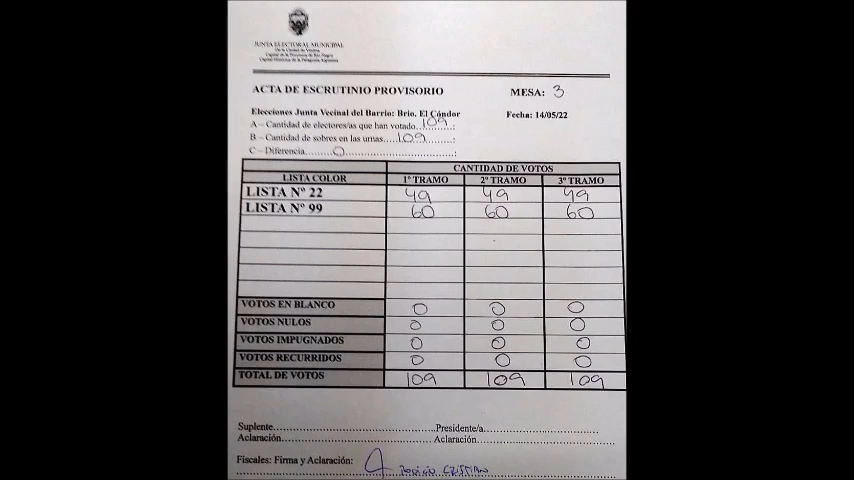 JUNTA ELECTORAL MUNICIPAL
De la Ciudad de Viedma
Capital de la Provincia de Río Negro
Capital Histórica de la Patagonia Argentina
ACTA DE ESCRUTINIO PROVISORIO MESA: 3
Elecciones Junta Vecinal del Barrio: Brio. El Cóndor Fecha: 14/05/22
A – Cantidad de electores/as que han votado 109
B – Cantidad de sobres en las urnas....109........:
C – Diferencia.........0...........................:
CANTIDAD DE VOTOS
LISTA COLOR 1º TRAMO 2º TRAMO 3º TRAMO
LISTA Nº 22 49 49 49
LISTA Nº 99 60 60 60
VOTOS EN BLANCO 0 0 0
VOTOS NULOS 0 0 0
VOTOS IMPUGNADOS 0 0 0
VOTOS RECURRIDOS 0 0 0
TOTAL DE VOTOS 109 109 109
Suplente.................................................Presidente/a...................................
Aclaración...............................................Aclaración.......................................
Fiscales: Firma y Aclaración: CRISTIAN